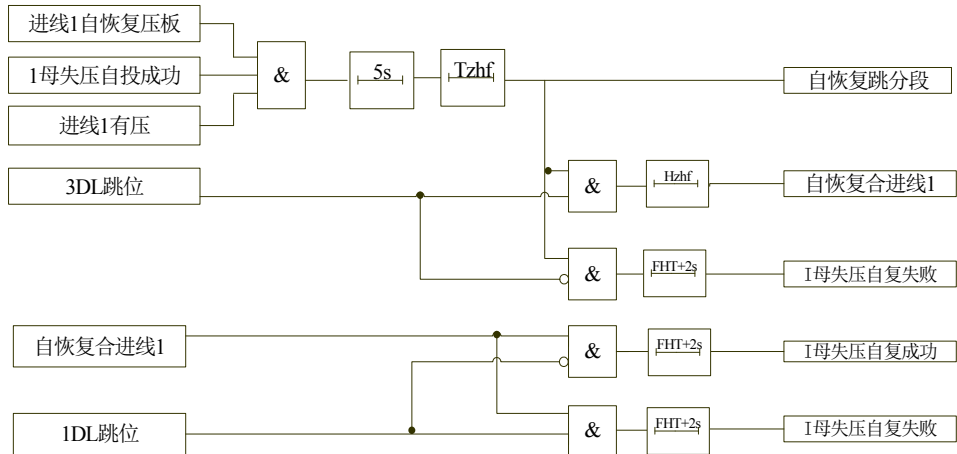 进线1自恢复压板
1母失压自投成功
进线1有压
&
5s
Tzhf
自恢复跳分段
3DL跳位
&
Hzhf
自恢复合进线1
&
FHT+2s
I母失压自复失败
自恢复合进线1
&
FHT+2s
I母失压自复成功
1DL跳位
&
FHT+2s
I母失压自复失败